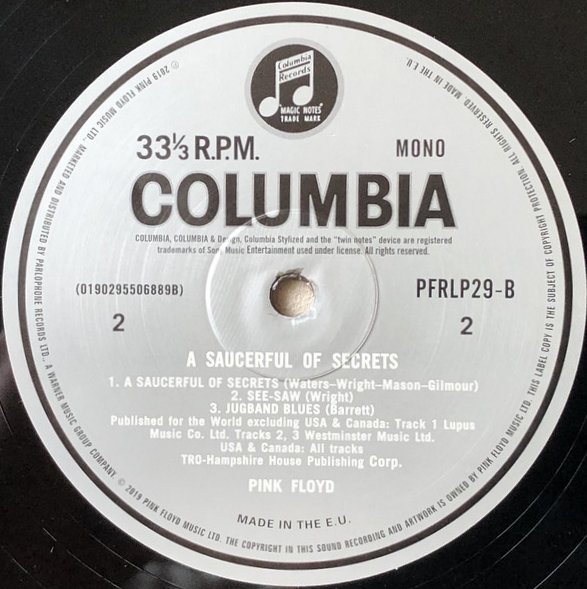 Columbia
Records
MAGIC NOTES
TRADE MARK
33⅓ R.P.M.
MONO
COLUMBIA
COLUMBIA, COLUMBIA & Design, Columbia Stylized and the "twin notes" device are registered
trademarks of Sony Music Entertainment used under license. All rights reserved.
(0190295506889B)
PFRLP29-B
2
2
A SAUCERFUL OF SECRETS
1. A SAUCERFUL OF SECRETS (Waters–Wright–Mason–Gilmour)
2. SEE-SAW (Wright)
3. JUGBAND BLUES (Barrett)
Published for the World excluding USA & Canada: Track 1 Lupus
Music Co. Ltd. Tracks 2, 3 Westminster Music Ltd.
USA & Canada: All tracks
TRO-Hampshire House Publishing Corp.
PINK FLOYD
MADE IN THE E.U.
℗ 2019 PINK FLOYD MUSIC LTD., MARKETED AND DISTRIBUTED BY PARLOPHONE RECORDS LTD., A WARNER MUSIC GROUP COMPANY. © 2019 PINK FLOYD MUSIC LTD. THE COPYRIGHT IN THIS SOUND RECORDING AND ARTWORK IS OWNED BY PINK FLOYD MUSIC LTD. THIS LABEL COPY IS THE SUBJECT OF COPYRIGHT PROTECTION. ALL RIGHTS RESERVED. MADE IN THE E.U.